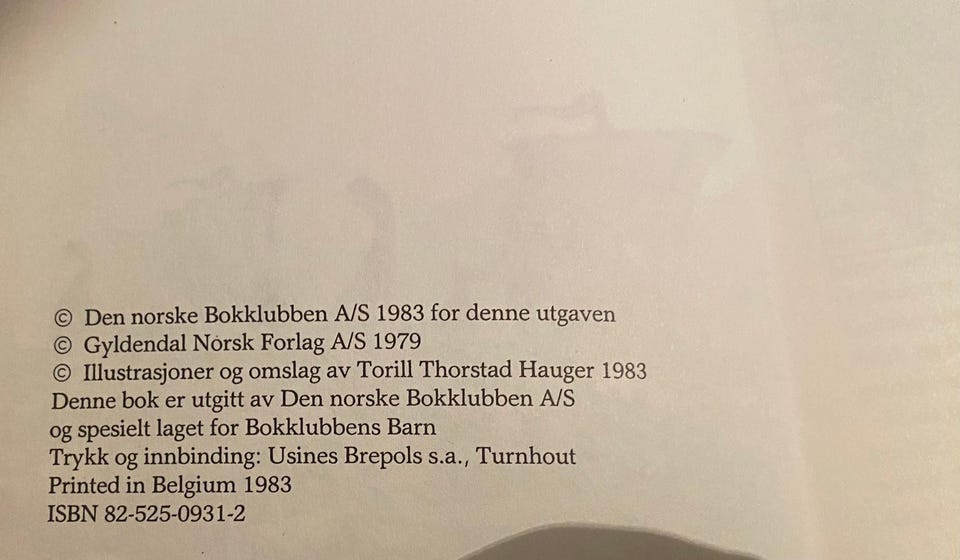 © Den norske Bokklubben A/S 1983 for denne utgaven
© Gyldendal Norsk Forlag A/S 1979
© Illustrasjoner og omslag av Torill Thorstad Hauger 1983
Denne bok er utgitt av Den norske Bokklubben A/S
og spesielt laget for Bokklubbens Barn
Trykk og innbinding: Usines Brepols s.a., Turnhout
Printed in Belgium 1983
ISBN 82-525-0931-2